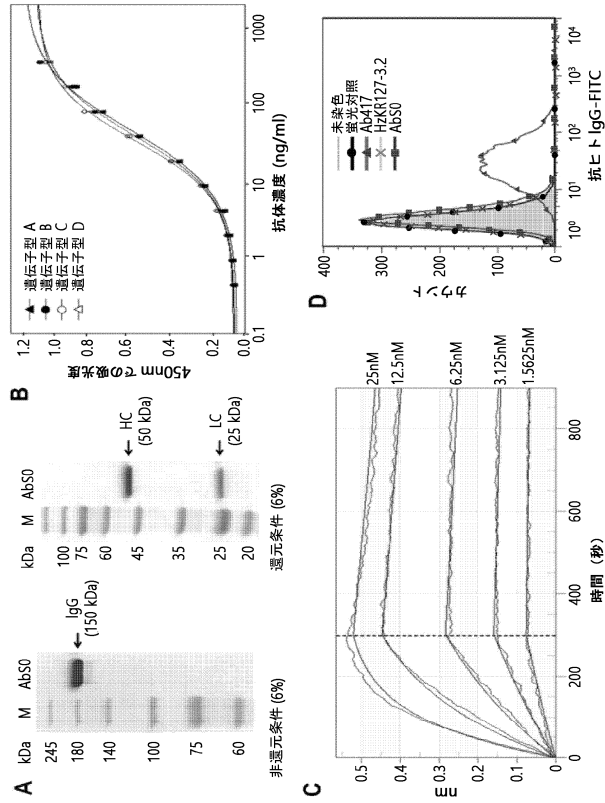 A
kDa M AbS0
245
180
140
100
75
60
IgG
(150 kDa)
非還元条件 (6%)
kDa M AbS0
100
75
60
45
35
25
20
HC
(50 kDa)
LC
(25 kDa)
還元条件 (6%)
B
450nm での吸光度
1.2
1.0
0.8
0.6
0.4
0.2
0.0
遺伝子型 A
遺伝子型 B
遺伝子型 C
遺伝子型 D
0.1 1 10 100 1000
抗体濃度 (ng/ml)
C
nm
0.5
0.4
0.3
0.2
0.1
0
25nM
12.5nM
6.25nM
3.125nM
1.5625nM
0 200 400 600 800
時間 (秒)
D
カウント
400
300
200
100
0
未染色
蛍光対照
Ab417
HzKR127-3.2
AbS0
10⁰ 10¹ 10² 10³ 10⁴
抗ヒト IgG-FITC